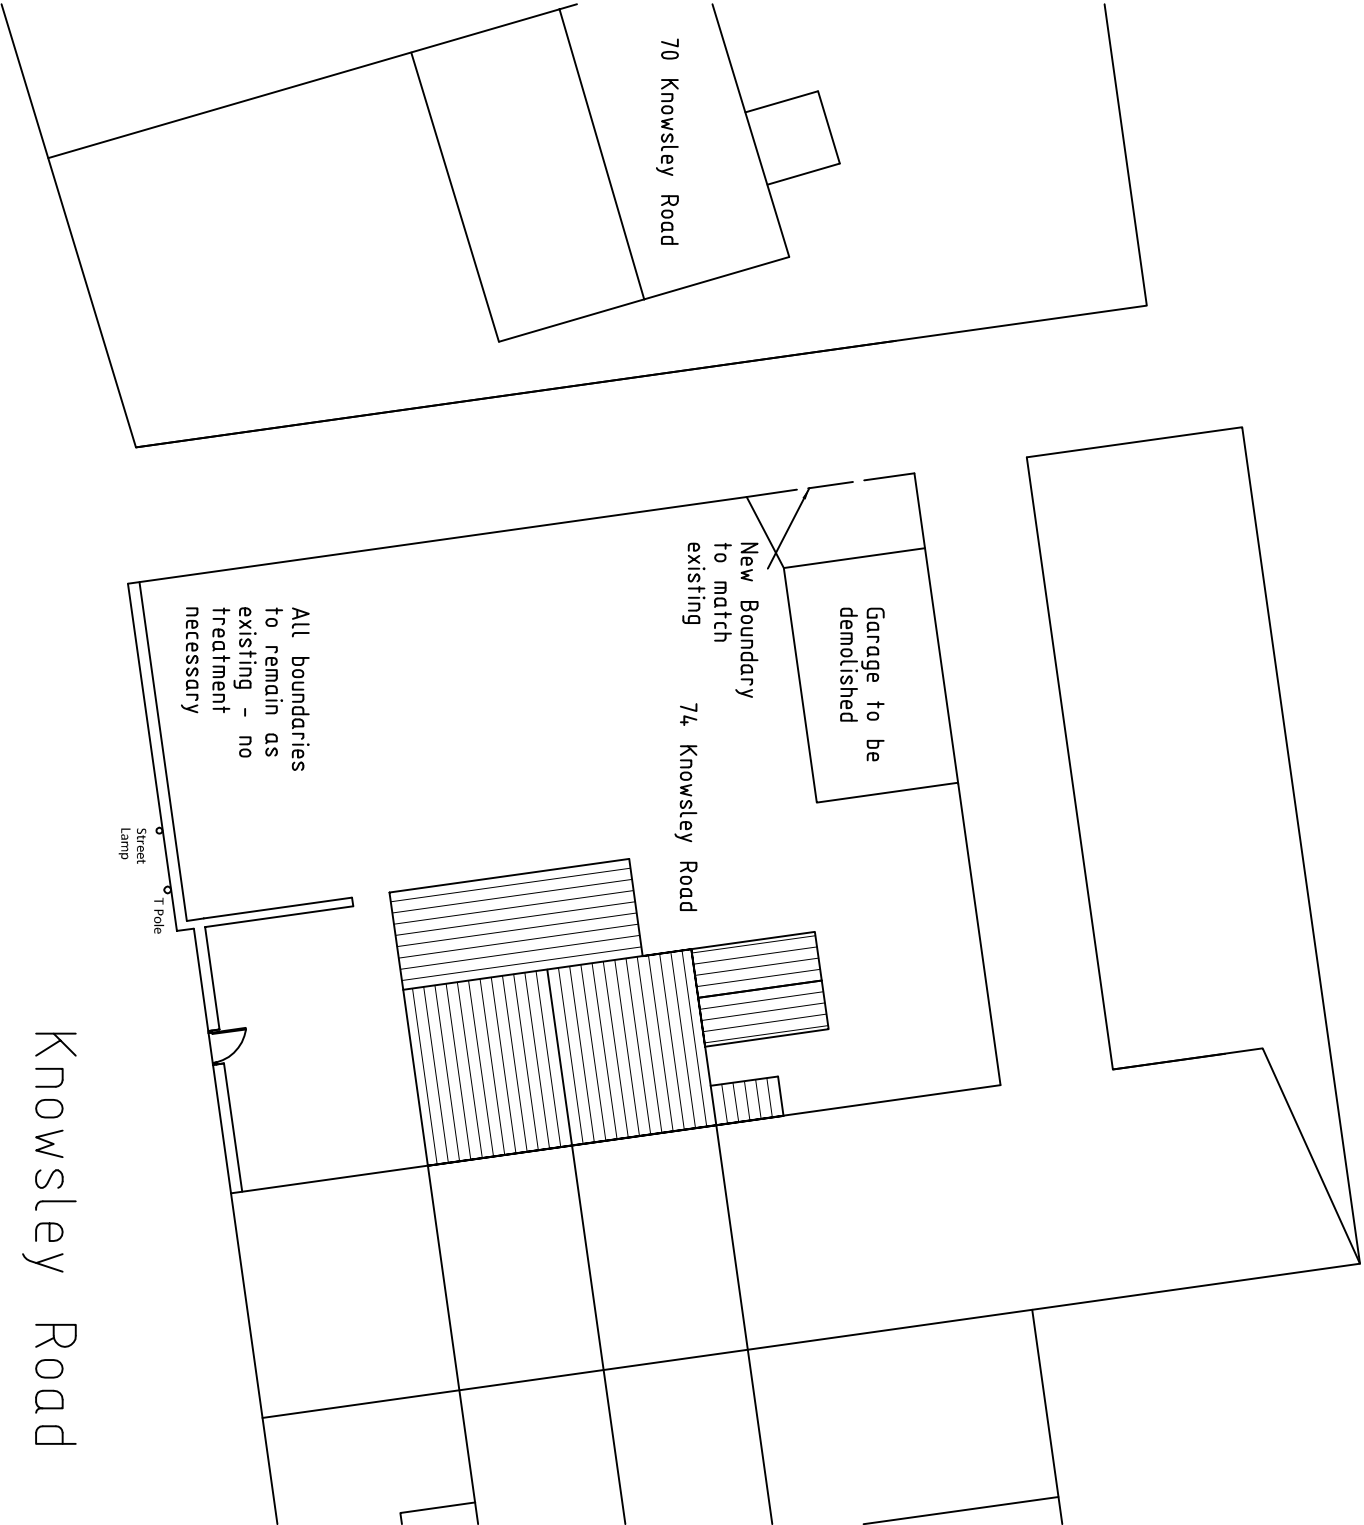 70 Knowsley Road
Garage to be
demolished
New Boundary
to match
existing
74 Knowsley Road
All boundaries
to remain as
existing - no
treatment
necessary
Street
Lamp
T Pole
Knowsley Road